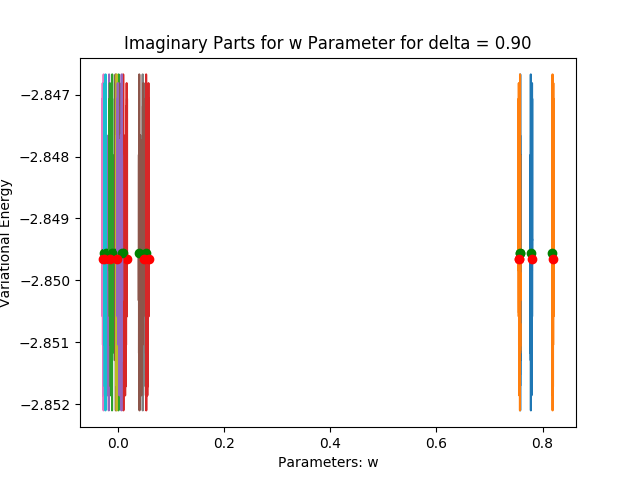 Imaginary Parts for w Parameter for delta = 0.90
−2.847
−2.848
−2.849
−2.850
−2.851
−2.852
Variational Energy
0.0 0.2 0.4 0.6 0.8
Parameters: w